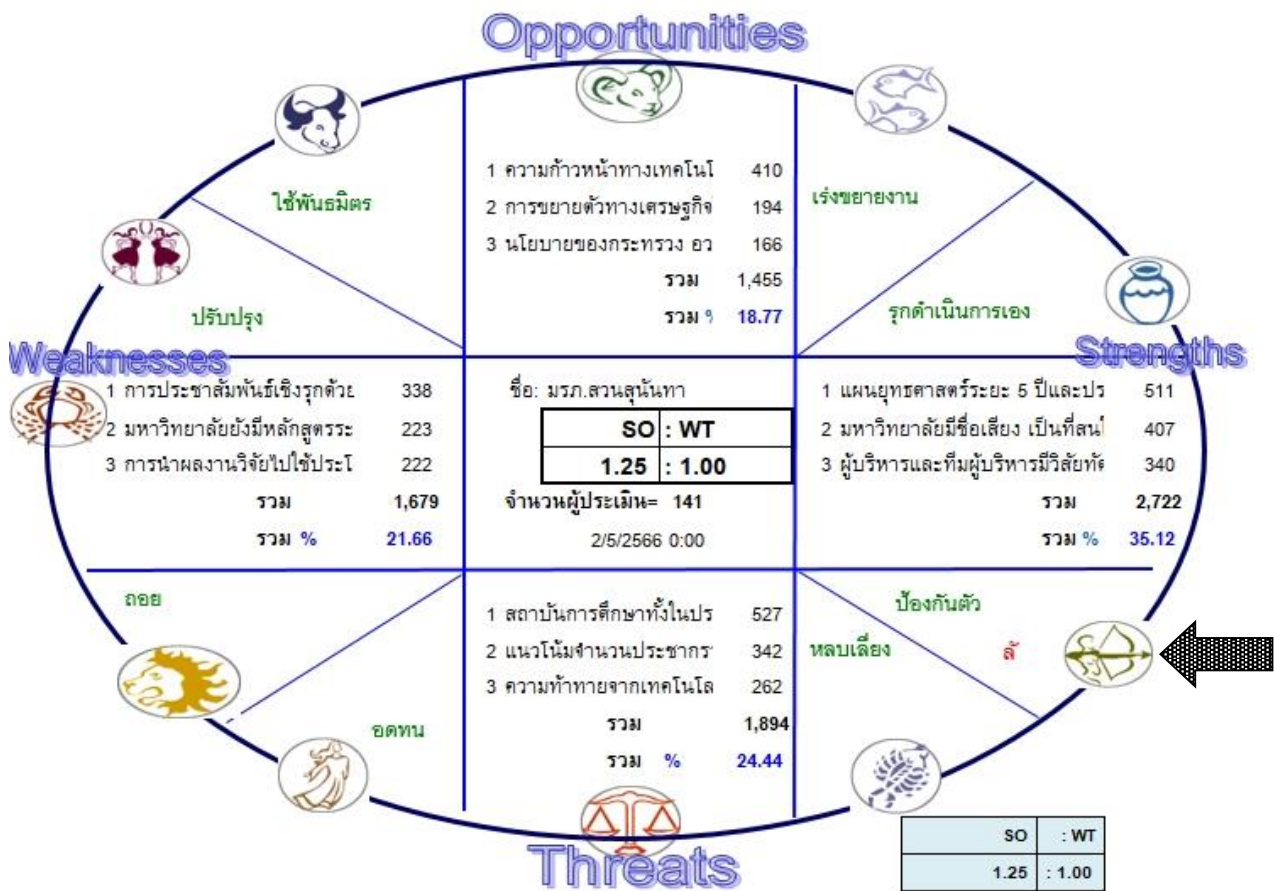 Opportunities
1 ความก้าวหน้าทางเทคโนโ 410
2 การขยายตัวทางเศรษฐกิจ 194
3 นโยบายของกระทรวง อว 166
รวม 1,455
รวม % 18.77
ใช้พันธมิตร
ปรับปรุง
เร่งขยายงาน
รุกดำเนินการเอง
Weaknesses
1 การประชาสัมพันธ์เชิงรุกด้วย 338
2 มหาวิทยาลัยยังมีหลักสูตรระ 223
3 การนำผลงานวิจัยไปใช้ประโ 222
รวม 1,679
รวม % 21.66
ชื่อ: มรภ.สวนสุนันทา
SO : WT
1.25 : 1.00
จำนวนผู้ประเมิน= 141
2/5/2566 0:00
Strengths
1 แผนยุทธศาสตร์ระยะ 5 ปีและปร 511
2 มหาวิทยาลัยมีชื่อเสียง เป็นที่สนใ 407
3 ผู้บริหารและทีมผู้บริหารมีวิสัยทัศ 340
รวม 2,722
รวม % 35.12
ถอย
อดทน
1 สถาบันการศึกษาทั้งในปร 527
2 แนวโน้มจำนวนประชากร 342
3 ความท้าทายจากเทคโนโล 262
รวม 1,894
รวม % 24.44
ป้องกันตัว
หลบเลี่ยง
ลั
Threats
SO : WT
1.25 : 1.00